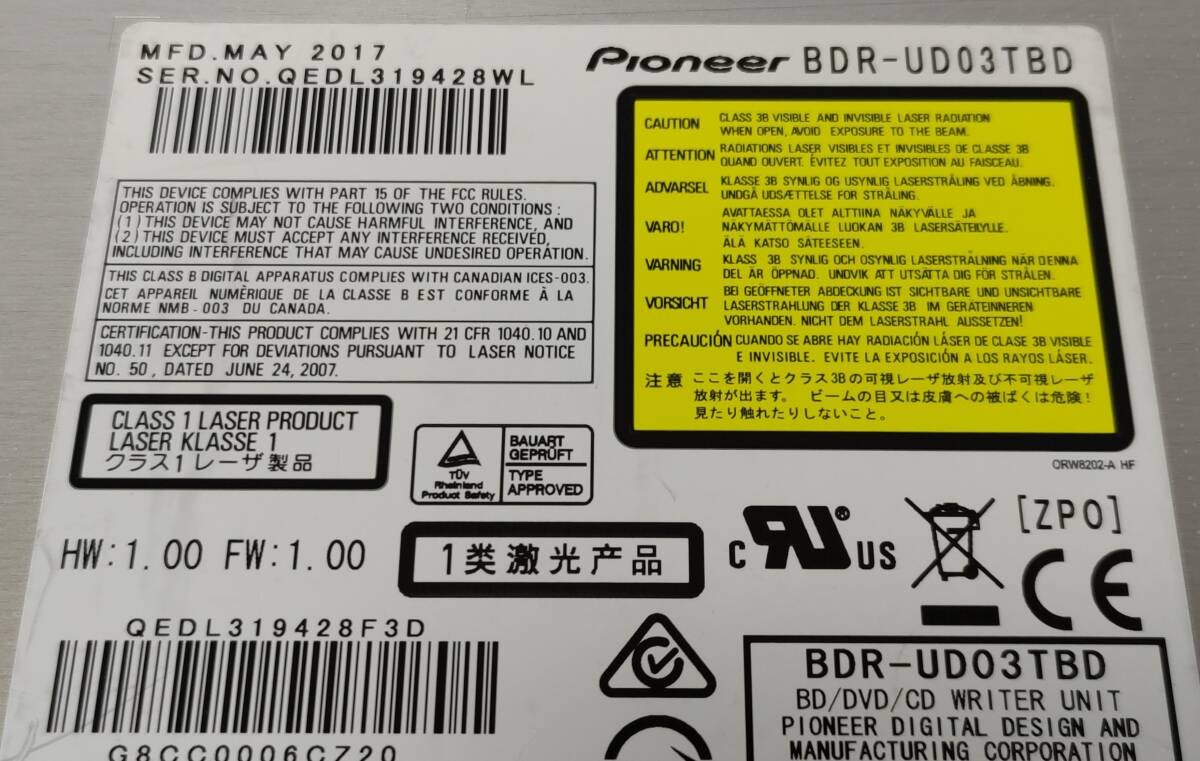 MFD.MAY 2017
SER.NO.QEDL319428WL
Pioneer BDR-UD03TBD
CAUTION CLASS 3B VISIBLE AND INVISIBLE LASER RADIATION
WHEN OPEN, AVOID EXPOSURE TO THE BEAM.
ATTENTION RADIATIONS LASER VISIBLES ET INVISIBLES DE CLASSE 3B
QUAND OUVERT. ÉVITEZ TOUT EXPOSITION AU FAISCEAU.
ADVARSEL KLASSE 3B SYNLIG OG USYNLIG LASERSTRÅLING VED ÅBNING.
UNDGÅ UDSÆTTELSE FOR STRÅLING.
VARO! AVATTAESSA OLET ALTTIINA NÄKYVÄLLE JA
NÄKYMÄTTÖMÄLLE LUOKAN 3B LASERSÄTEILYLLE.
ÄLÄ KATSO SÄTEESEEN.
VARNING KLASS 3B SYNLIG OCH OSYNLIG LASERSTRÅLNING NÄR DENNA
DEL ÄR ÖPPNAD. UNDVIK ATT UTSÄTTA DIG FÖR STRÅLEN.
VORSICHT BEI GEÖFFNETER ABDECKUNG IST SICHTBARE UND UNSICHTBARE
LASERSTRAHLUNG DER KLASSE 3B IM GERÄTEINNEREN
VORHANDEN. NICHT DEM LASERSTRAHL AUSSETZEN!
PRECAUCIÓN CUANDO SE ABRE HAY RADIACIÓN LÁSER DE CLASE 3B VISIBLE
E INVISIBLE. EVITE LA EXPOSICIÓN A LOS RAYOS LÁSER.
注意 ここを開くとクラス3Bの可視レーザ放射及び不可視レーザ
放射が出ます。 ビームの目又は皮膚への被ばくは危険!
見たり触れたりしないこと。
ORW8202-A HF
THIS DEVICE COMPLIES WITH PART 15 OF THE FCC RULES.
OPERATION IS SUBJECT TO THE FOLLOWING TWO CONDITIONS :
(1) THIS DEVICE MAY NOT CAUSE HARMFUL INTERFERENCE, AND
(2) THIS DEVICE MUST ACCEPT ANY INTERFERENCE RECEIVED,
INCLUDING INTERFERENCE THAT MAY CAUSE UNDESIRED OPERATION.
THIS CLASS B DIGITAL APPARATUS COMPLIES WITH CANADIAN ICES-003.
CET APPAREIL NUMÈRIQUE DE LA CLASSE B EST CONFORME À LA
NORME NMB-003 DU CANADA.
CERTIFICATION-THIS PRODUCT COMPLIES WITH 21 CFR 1040.10 AND
1040.11 EXCEPT FOR DEVIATIONS PURSUANT TO LASER NOTICE
NO. 50, DATED JUNE 24, 2007.
CLASS 1 LASER PRODUCT
LASER KLASSE 1
クラス1レーザ製品
TÜV
Rheinland
Product Safety
BAUART
GEPRÜFT
TYPE
APPROVED
HW:1.00 FW:1.00
1类激光产品
C RU ® US
[ZPO]
CE
QEDL319428F3D
G8CC0006CZ20
BDR-UD03TBD
BD/DVD/CD WRITER UNIT
PIONEER DIGITAL DESIGN AND
MANUFACTURING CORPORATION